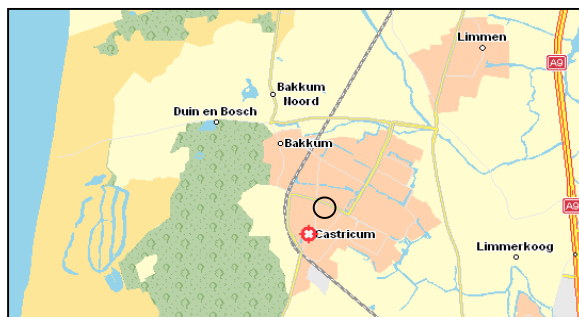 Limmen
A9
Bakkum
Noord
Duin en Bosch
Bakkum
A9
Castricum
Limmerkoog